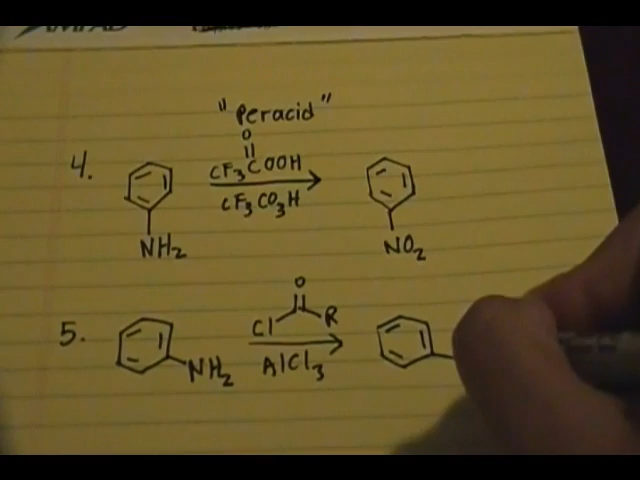 "Peracid"
O
4. CF3COOH
CF3CO3H
NH2 NO2
O
5. Cl R
NH2 AlCl3